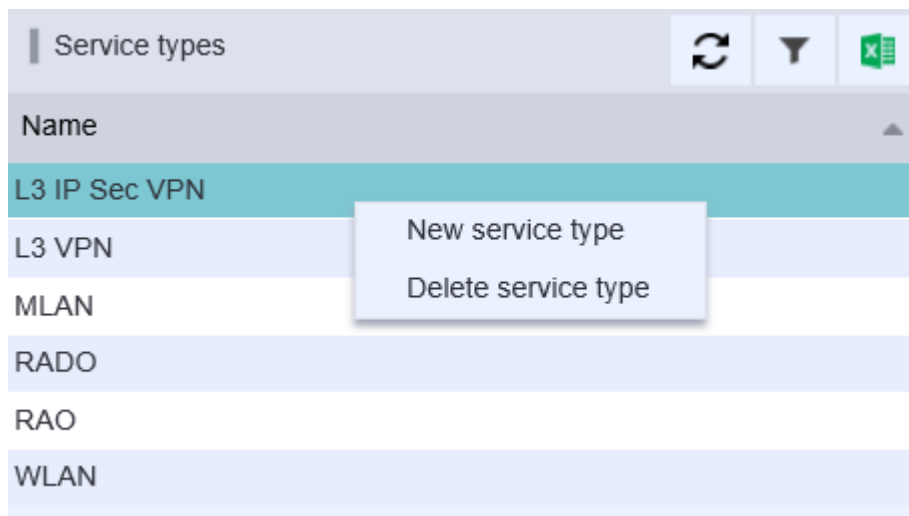 Service types
Name
L3 IP Sec VPN
New service type
L3 VPN
Delete service type
MLAN
RADO
RAO
WLAN